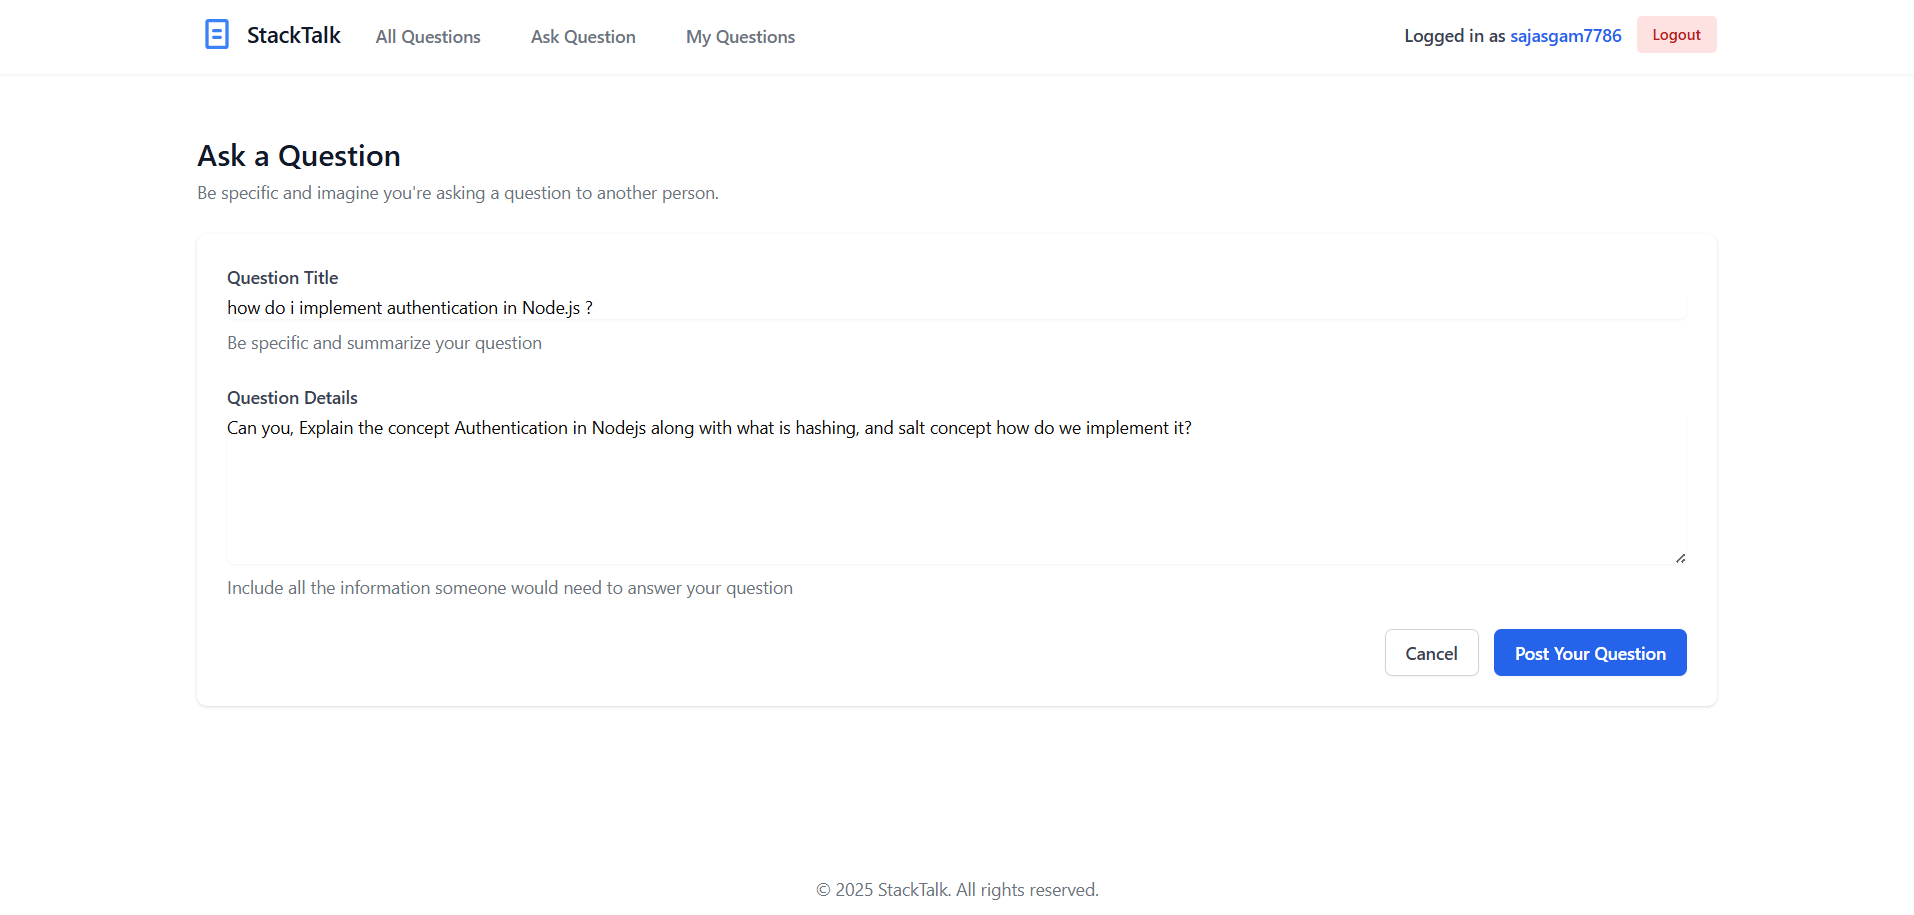 StackTalk All Questions Ask Question My Questions Logged in as sajasgam7786 Logout
Ask a Question
Be specific and imagine you're asking a question to another person.
Question Title
how do i implement authentication in Node.js ?
Be specific and summarize your question
Question Details
Can you, Explain the concept Authentication in Nodejs along with what is hashing, and salt concept how do we implement it?
Include all the information someone would need to answer your question
Cancel Post Your Question
© 2025 StackTalk. All rights reserved.